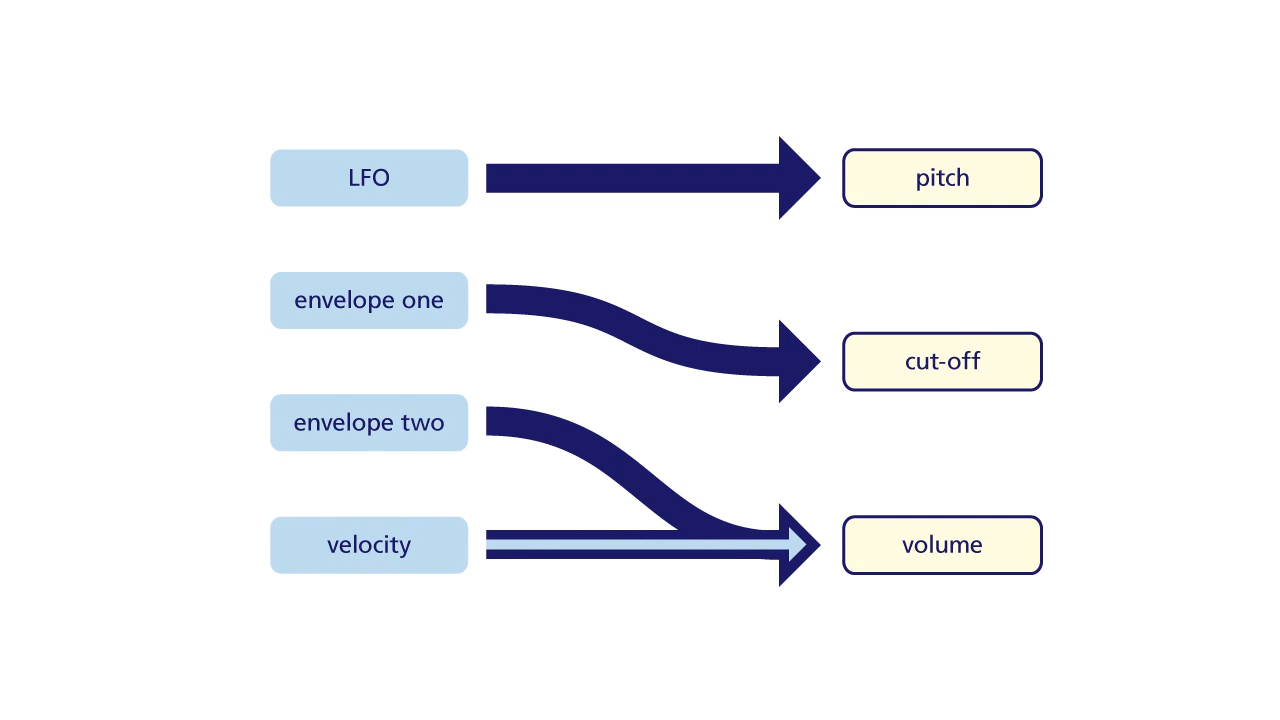 LFO
pitch
envelope one
cut-off
envelope two
velocity
volume